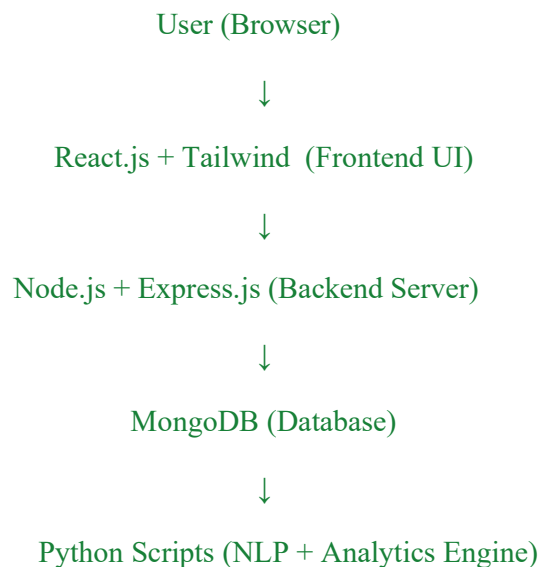 User (Browser)
↓
React.js + Tailwind (Frontend UI)
↓
Node.js + Express.js (Backend Server)
↓
MongoDB (Database)
↓
Python Scripts (NLP + Analytics Engine)